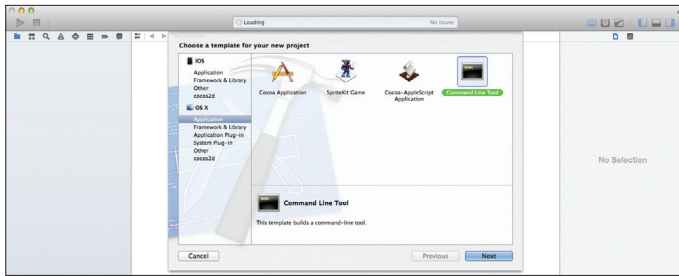 Loading
No Issues
Choose a template for your new project
iOS
Application
Framework & Library
Other
cocos2d
OS X
Application
Framework & Library
Application Plug-in
System Plug-in
Other
cocos2d
Cocoa Application
SpriteKit Game
Cocoa-AppleScript
Application
Command Line Tool
Command Line Tool
This template builds a command-line tool.
Cancel
Previous
Next
No Selection